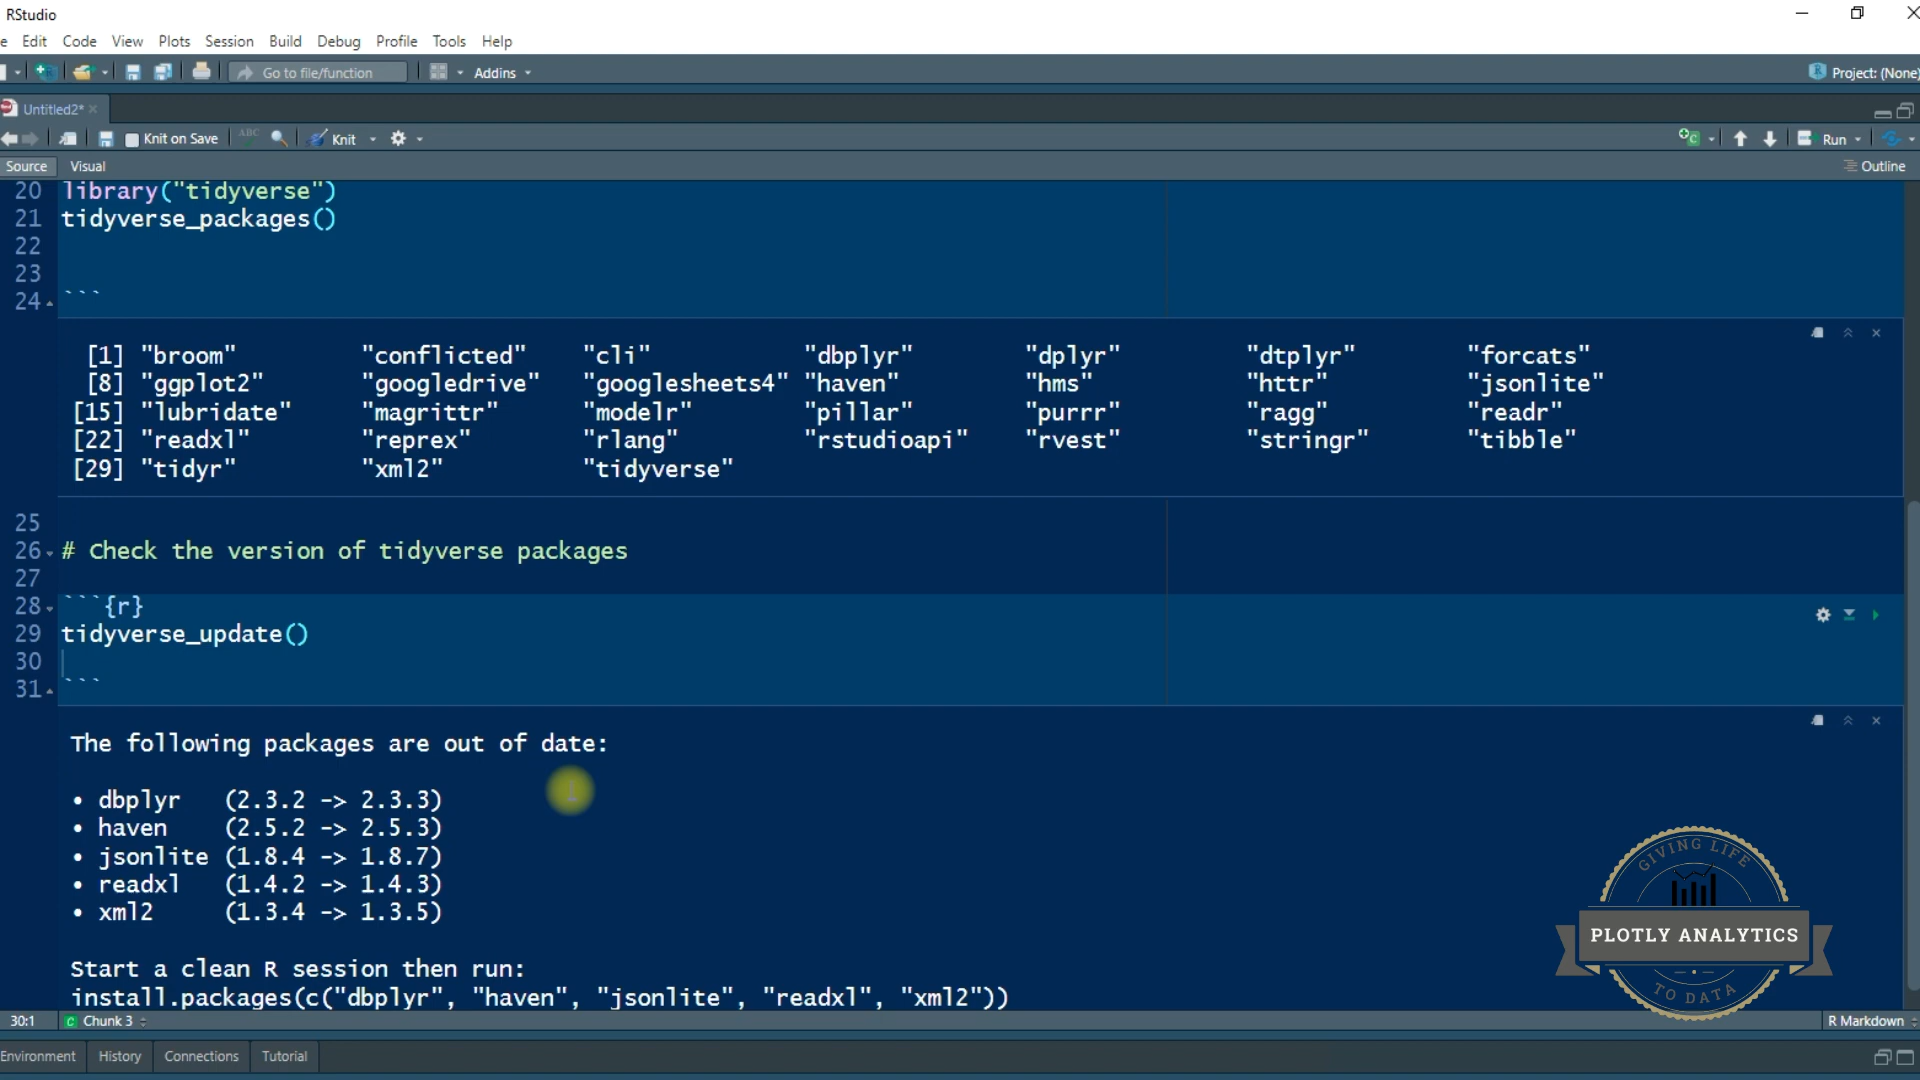 RStudio
e Edit Code View Plots Session Build Debug Profile Tools Help
Go to file/function Addins Project: (None)
Untitled2*
Knit on Save ABC Knit Run
Source Visual Outline
20 library("tidyverse")
21 tidyverse_packages()
22
23
24 ```
[1] "broom" "conflicted" "cli" "dbplyr" "dplyr" "dtplyr" "forcats"
[8] "ggplot2" "googledrive" "googlesheets4" "haven" "hms" "httr" "jsonlite"
[15] "lubridate" "magrittr" "modelr" "pillar" "purrr" "ragg" "readr"
[22] "readxl" "reprex" "rlang" "rstudioapi" "rvest" "stringr" "tibble"
[29] "tidyr" "xml2" "tidyverse"
25
26 # Check the version of tidyverse packages
27
28 ```{r}
29 tidyverse_update()
30
31 ```
The following packages are out of date:
• dbplyr (2.3.2 -> 2.3.3)
• haven (2.5.2 -> 2.5.3)
• jsonlite (1.8.4 -> 1.8.7)
• readxl (1.4.2 -> 1.4.3)
• xml2 (1.3.4 -> 1.3.5)
Start a clean R session then run:
install.packages(c("dbplyr", "haven", "jsonlite", "readxl", "xml2"))
GIVING LIFE
PLOTLY ANALYTICS
TO DATA
30:1 C Chunk 3 R Markdown
Environment History Connections Tutorial